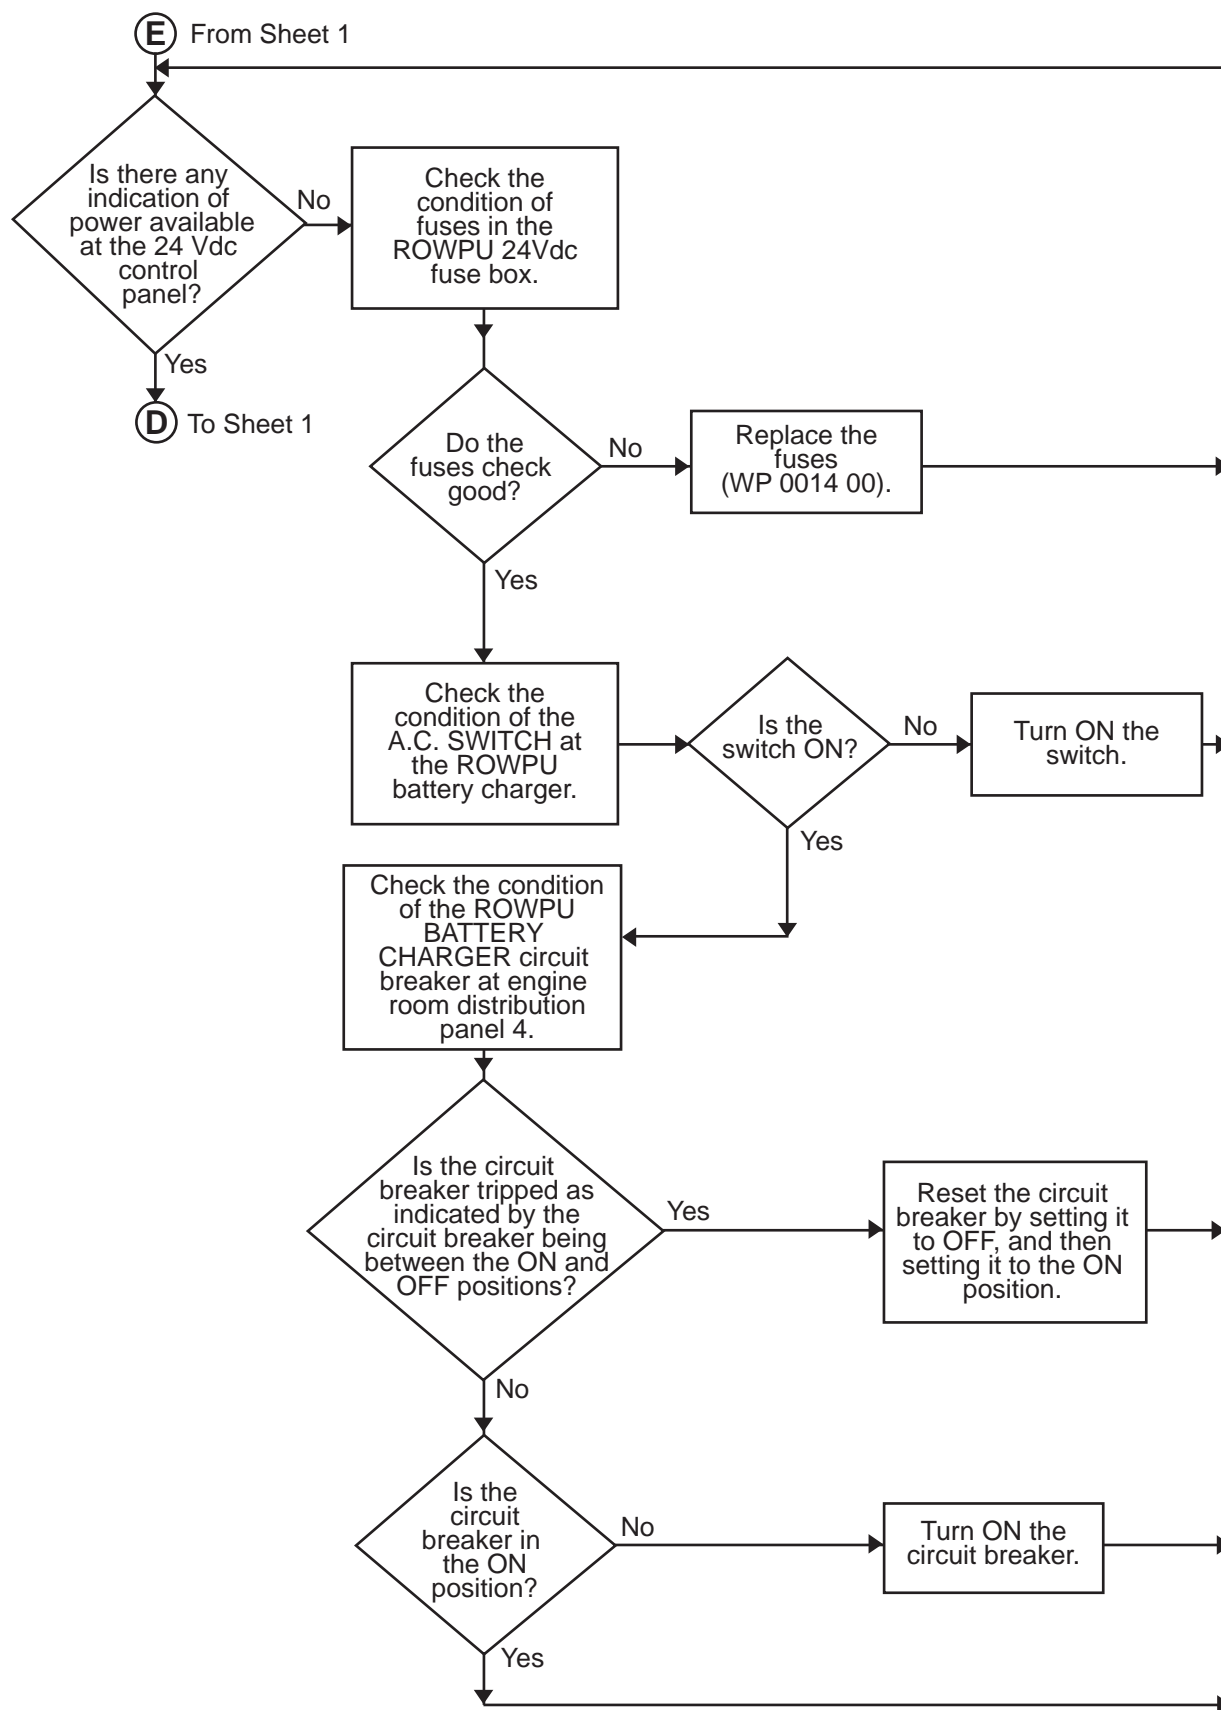 E From Sheet 1
Is there any
indication of
power available
at the 24 Vdc
control
panel?
No
Check the
condition of
fuses in the
ROWPU 24Vdc
fuse box.
Yes
D To Sheet 1
Do the
fuses check
good?
No
Replace the
fuses
(WP 0014 00).
Yes
Check the
condition of the
A.C. SWITCH at
the ROWPU
battery charger.
Is the
switch ON?
No
Turn ON the
switch.
Yes
Check the condition
of the ROWPU
BATTERY
CHARGER circuit
breaker at engine
room distribution
panel 4.
Is the circuit
breaker tripped as
indicated by the
circuit breaker being
between the ON and
OFF positions?
Yes
Reset the circuit
breaker by setting it
to OFF, and then
setting it to the ON
position.
No
Is the
circuit
breaker in
the ON
position?
No
Turn ON the
circuit breaker.
Yes